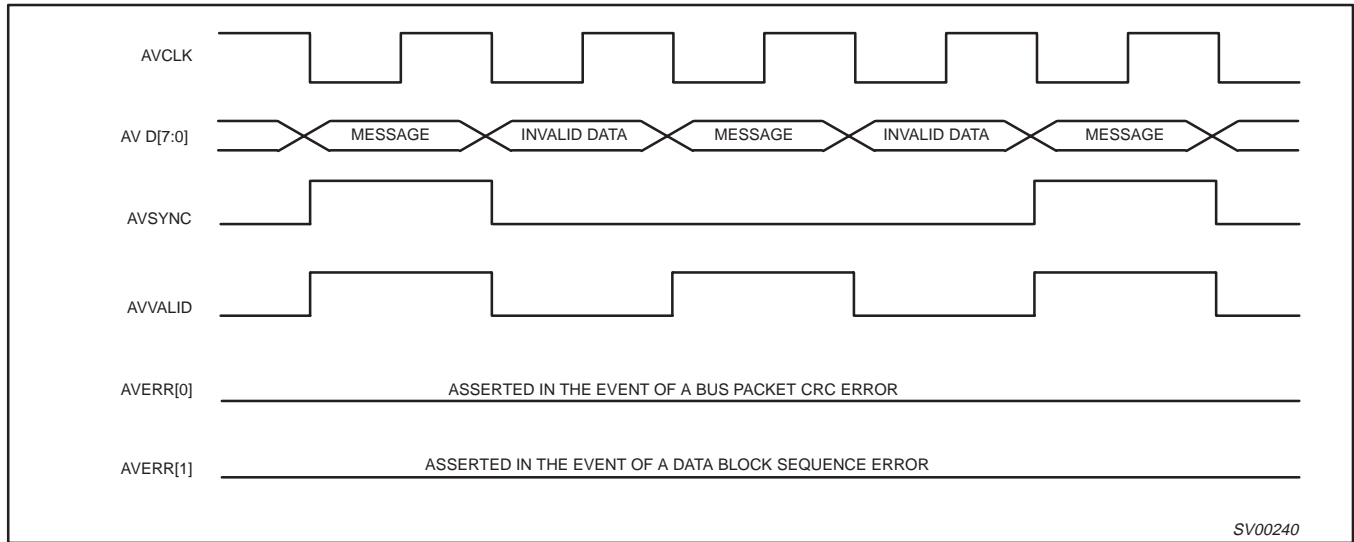 AVCLK
AV D[7:0] MESSAGE INVALID DATA MESSAGE INVALID DATA MESSAGE
AVSYNC
AVVALID
AVERR[0] ASSERTED IN THE EVENT OF A BUS PACKET CRC ERROR
AVERR[1] ASSERTED IN THE EVENT OF A DATA BLOCK SEQUENCE ERROR
SV00240